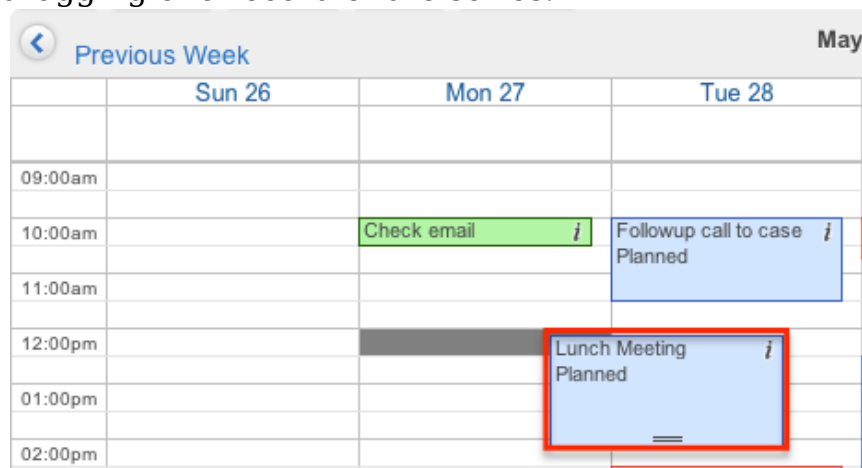 Previous Week
May
Sun 26 Mon 27 Tue 28
09:00am
10:00am Check email i Followup call to case i
Planned
11:00am
12:00pm Lunch Meeting i
Planned
01:00pm
02:00pm